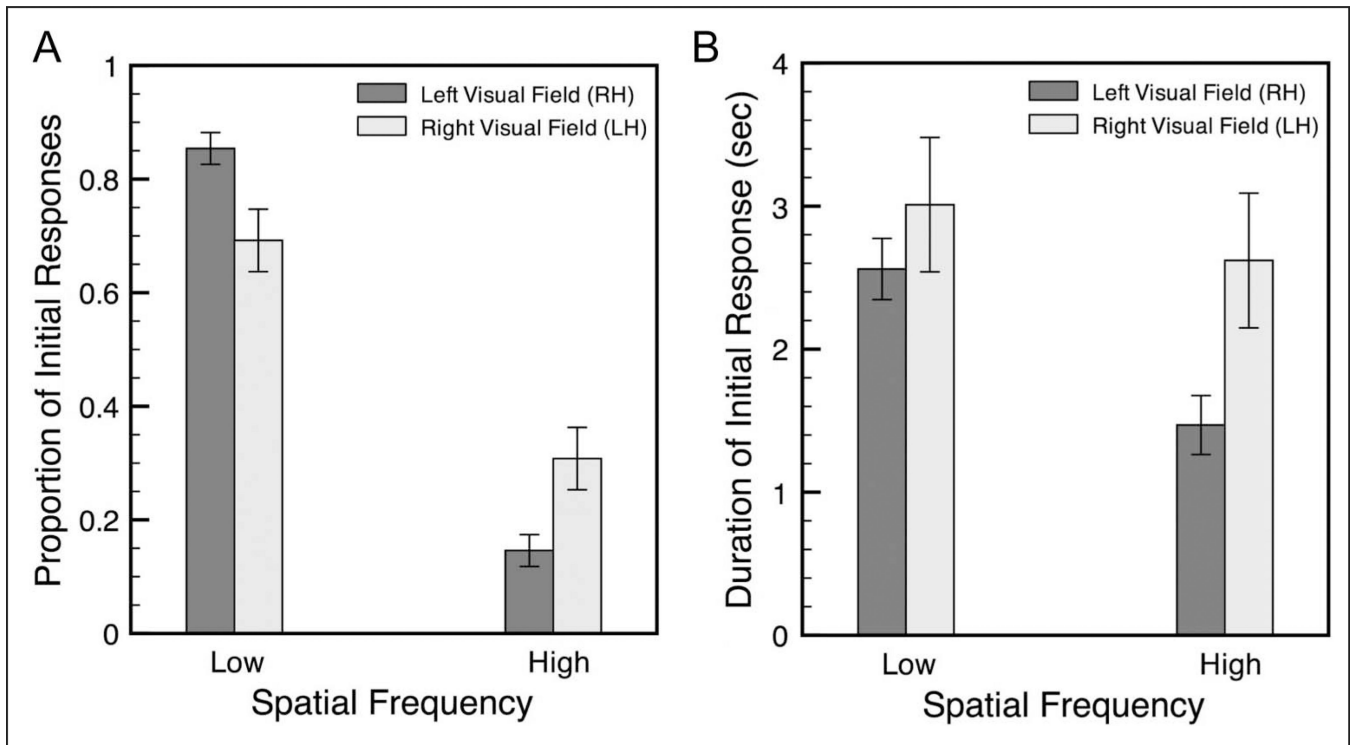 A
Proportion of Initial Responses
1
0.8
0.6
0.4
0.2
0
Left Visual Field (RH)
Right Visual Field (LH)
Low
High
Spatial Frequency
B
Duration of Initial Response (sec)
4
3
2
1
0
Left Visual Field (RH)
Right Visual Field (LH)
Low
High
Spatial Frequency